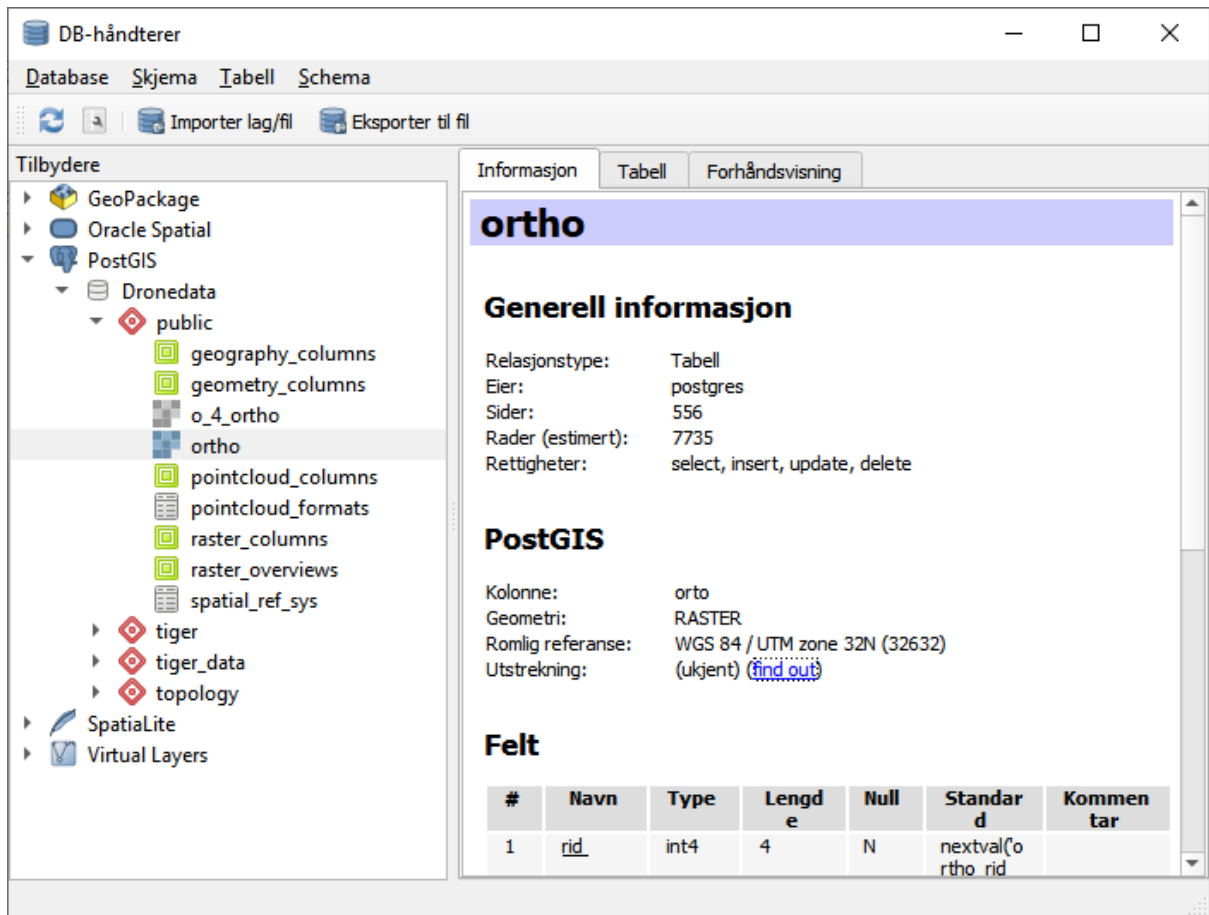 DB-håndterer
Database Skjema Tabell Schema
Importer lag/fil Eksporter til fil
Tilbydere
GeoPackage
Oracle Spatial
PostGIS
Dronedata
public
geography_columns
geometry_columns
o_4_ortho
ortho
pointcloud_columns
pointcloud_formats
raster_columns
raster_overviews
spatial_ref_sys
tiger
tiger_data
topology
SpatiaLite
Virtual Layers
Informasjon Tabell Forhåndsvisning
ortho
Generell informasjon
Relasjonstype: Tabell
Eier: postgres
Sider: 556
Rader (estimert): 7735
Rettigheter: select, insert, update, delete
PostGIS
Kolonne: orto
Geometri: RASTER
Romlig referanse: WGS 84 / UTM zone 32N (32632)
Utstrekning: (ukjent) (find out)
Felt
# Navn Type Lengd Null Standar Kommen
e d tar
1 rid int4 4 N nextval('o
rtho_rid